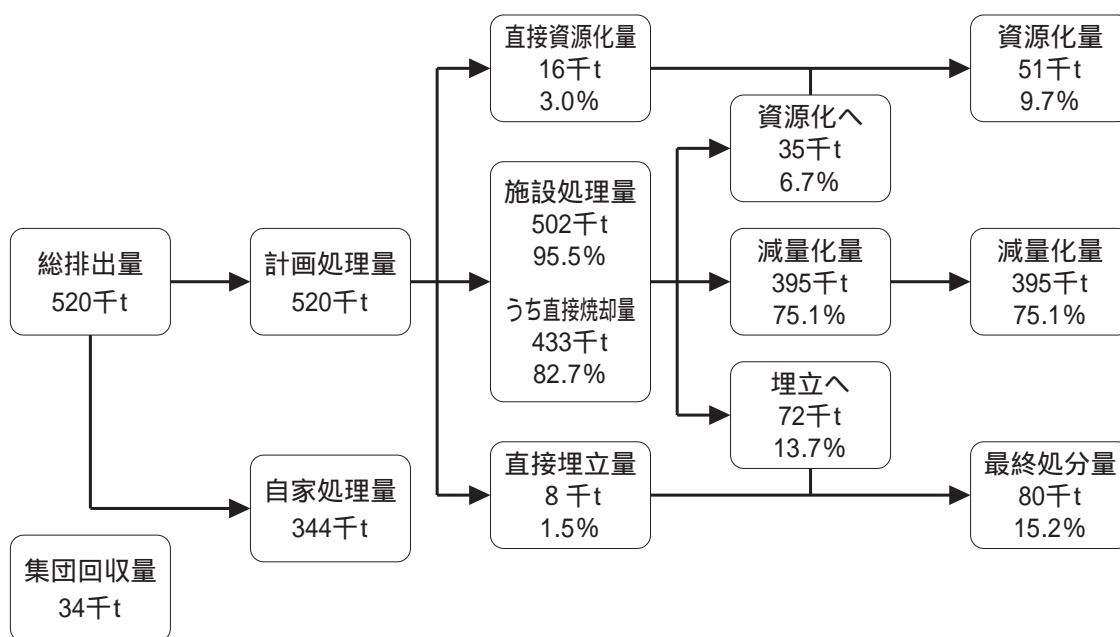 総排出量
520千t
集団回収量
34千t
計画処理量
520千t
自家処理量
344千t
直接資源化量
16千t
3.0%
施設処理量
502千t
95.5%
うち直接焼却量
433千t
82.7%
直接埋立量
8千t
1.5%
資源化へ
35千t
6.7%
減量化量
395千t
75.1%
埋立へ
72千t
13.7%
資源化量
51千t
9.7%
減量化量
395千t
75.1%
最終処分量
80千t
15.2%